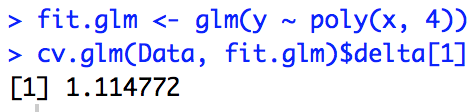 > fit.glm <- glm(y ~ poly(x, 4))
> cv.glm(Data, fit.glm)$delta[1]
[1] 1.114772